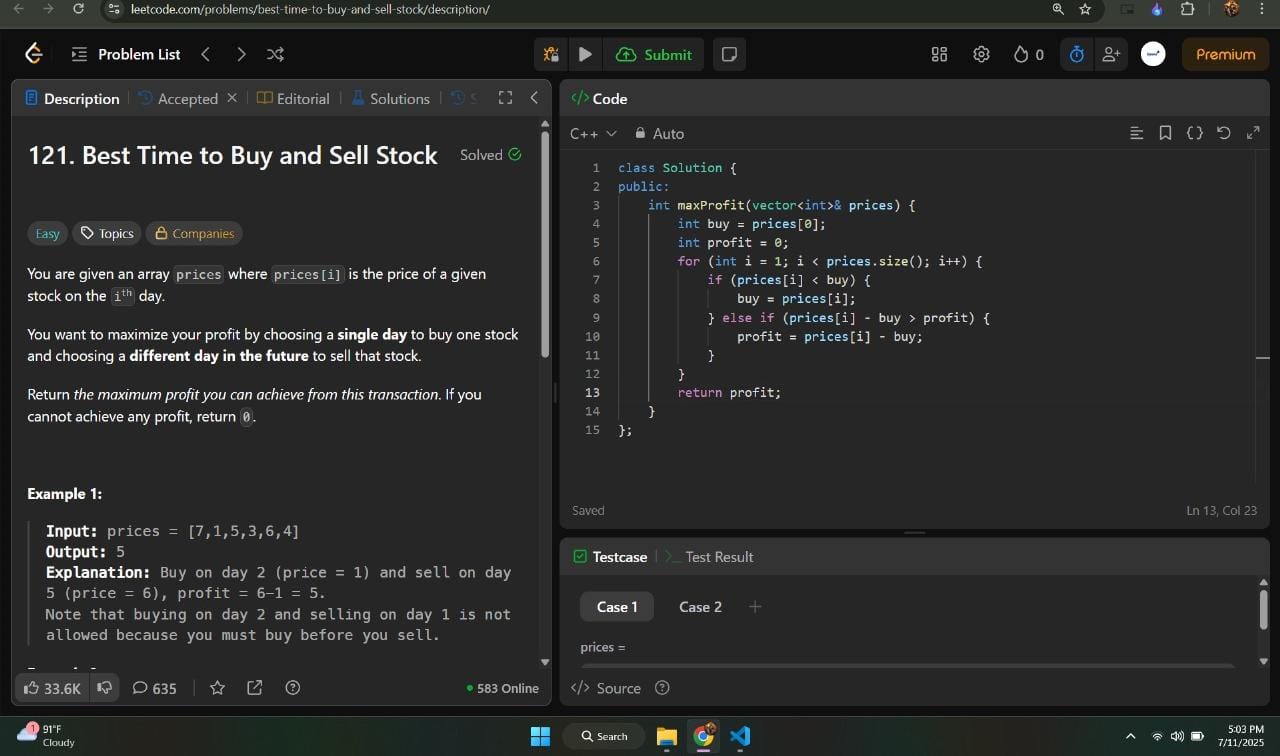 leetcode.com/problems/best-time-to-buy-and-sell-stock/description/
Problem List
Submit
0
Premium
Description
Accepted
Editorial
Solutions
S
121. Best Time to Buy and Sell Stock
Solved
Easy
Topics
Companies
You are given an array prices where prices[i] is the price of a given
stock on the ith day.
You want to maximize your profit by choosing a single day to buy one stock
and choosing a different day in the future to sell that stock.
Return the maximum profit you can achieve from this transaction. If you
cannot achieve any profit, return 0.
Example 1:
Input: prices = [7,1,5,3,6,4]
Output: 5
Explanation: Buy on day 2 (price = 1) and sell on day
5 (price = 6), profit = 6-1 = 5.
Note that buying on day 2 and selling on day 1 is not
allowed because you must buy before you sell.
33.6K
635
583 Online
</> Code
C++
Auto
1 class Solution {
2 public:
3 int maxProfit(vector<int>& prices) {
4 int buy = prices[0];
5 int profit = 0;
6 for (int i = 1; i < prices.size(); i++) {
7 if (prices[i] < buy) {
8 buy = prices[i];
9 } else if (prices[i] - buy > profit) {
10 profit = prices[i] - buy;
11 }
12 }
13 return profit;
14 }
15 };
Saved
Ln 13, Col 23
Testcase
Test Result
Case 1
Case 2
prices =
</> Source
1
91°F
Cloudy
Search
5:03 PM
7/11/2025